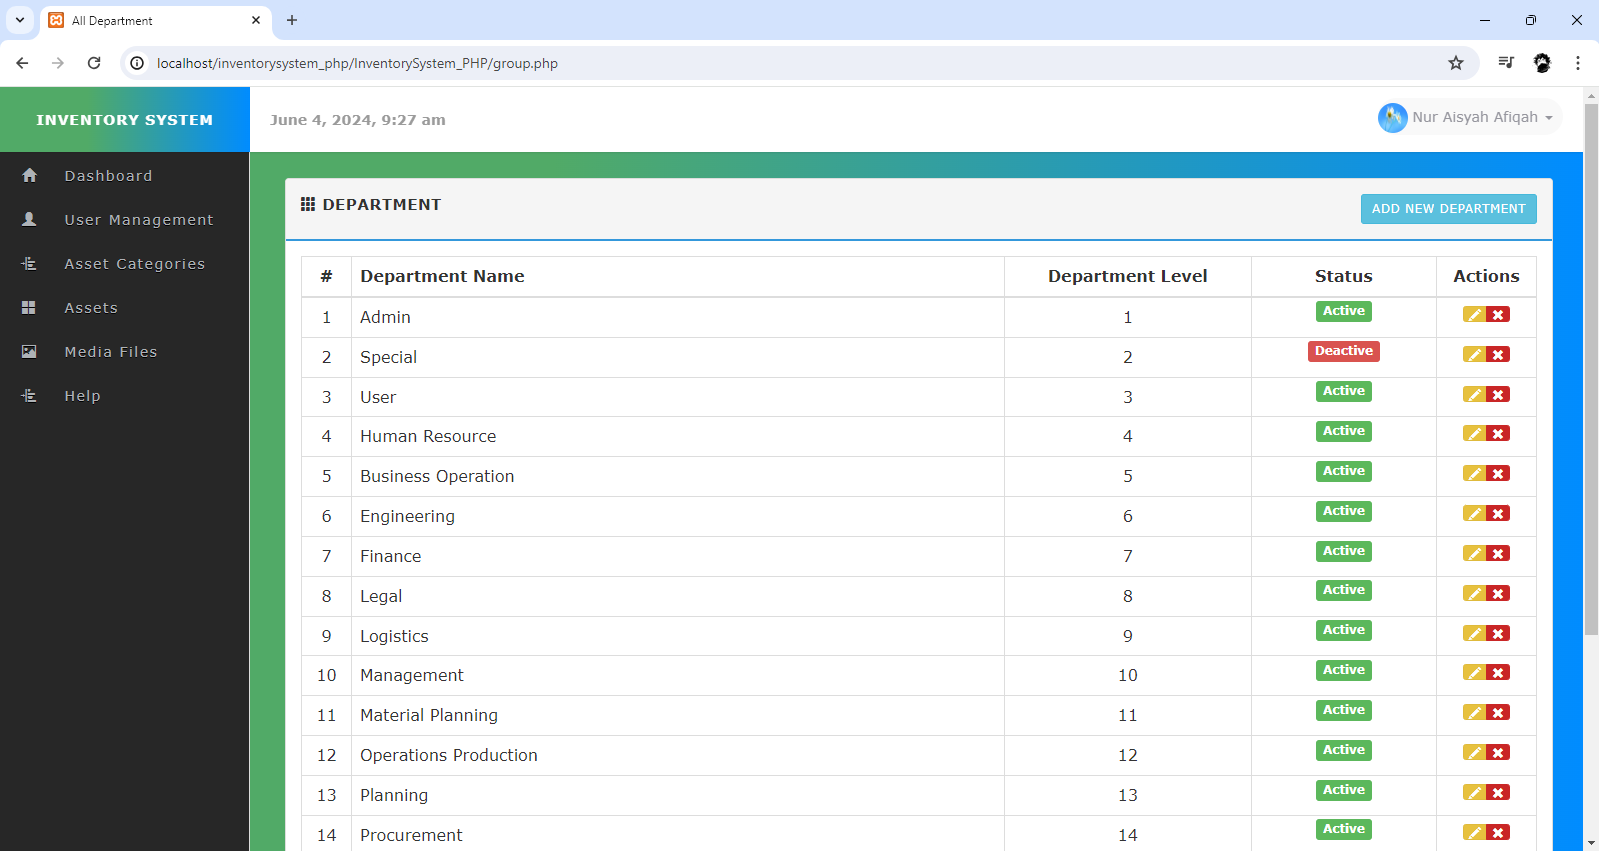 All Department
localhost/inventorysystem_php/InventorySystem_PHP/group.php
INVENTORY SYSTEM
June 4, 2024, 9:27 am
Nur Aisyah Afiqah
Dashboard
User Management
Asset Categories
Assets
Media Files
Help
DEPARTMENT
ADD NEW DEPARTMENT
# Department Name Department Level Status Actions
1 Admin 1 Active
2 Special 2 Deactive
3 User 3 Active
4 Human Resource 4 Active
5 Business Operation 5 Active
6 Engineering 6 Active
7 Finance 7 Active
8 Legal 8 Active
9 Logistics 9 Active
10 Management 10 Active
11 Material Planning 11 Active
12 Operations Production 12 Active
13 Planning 13 Active
14 Procurement 14 Active